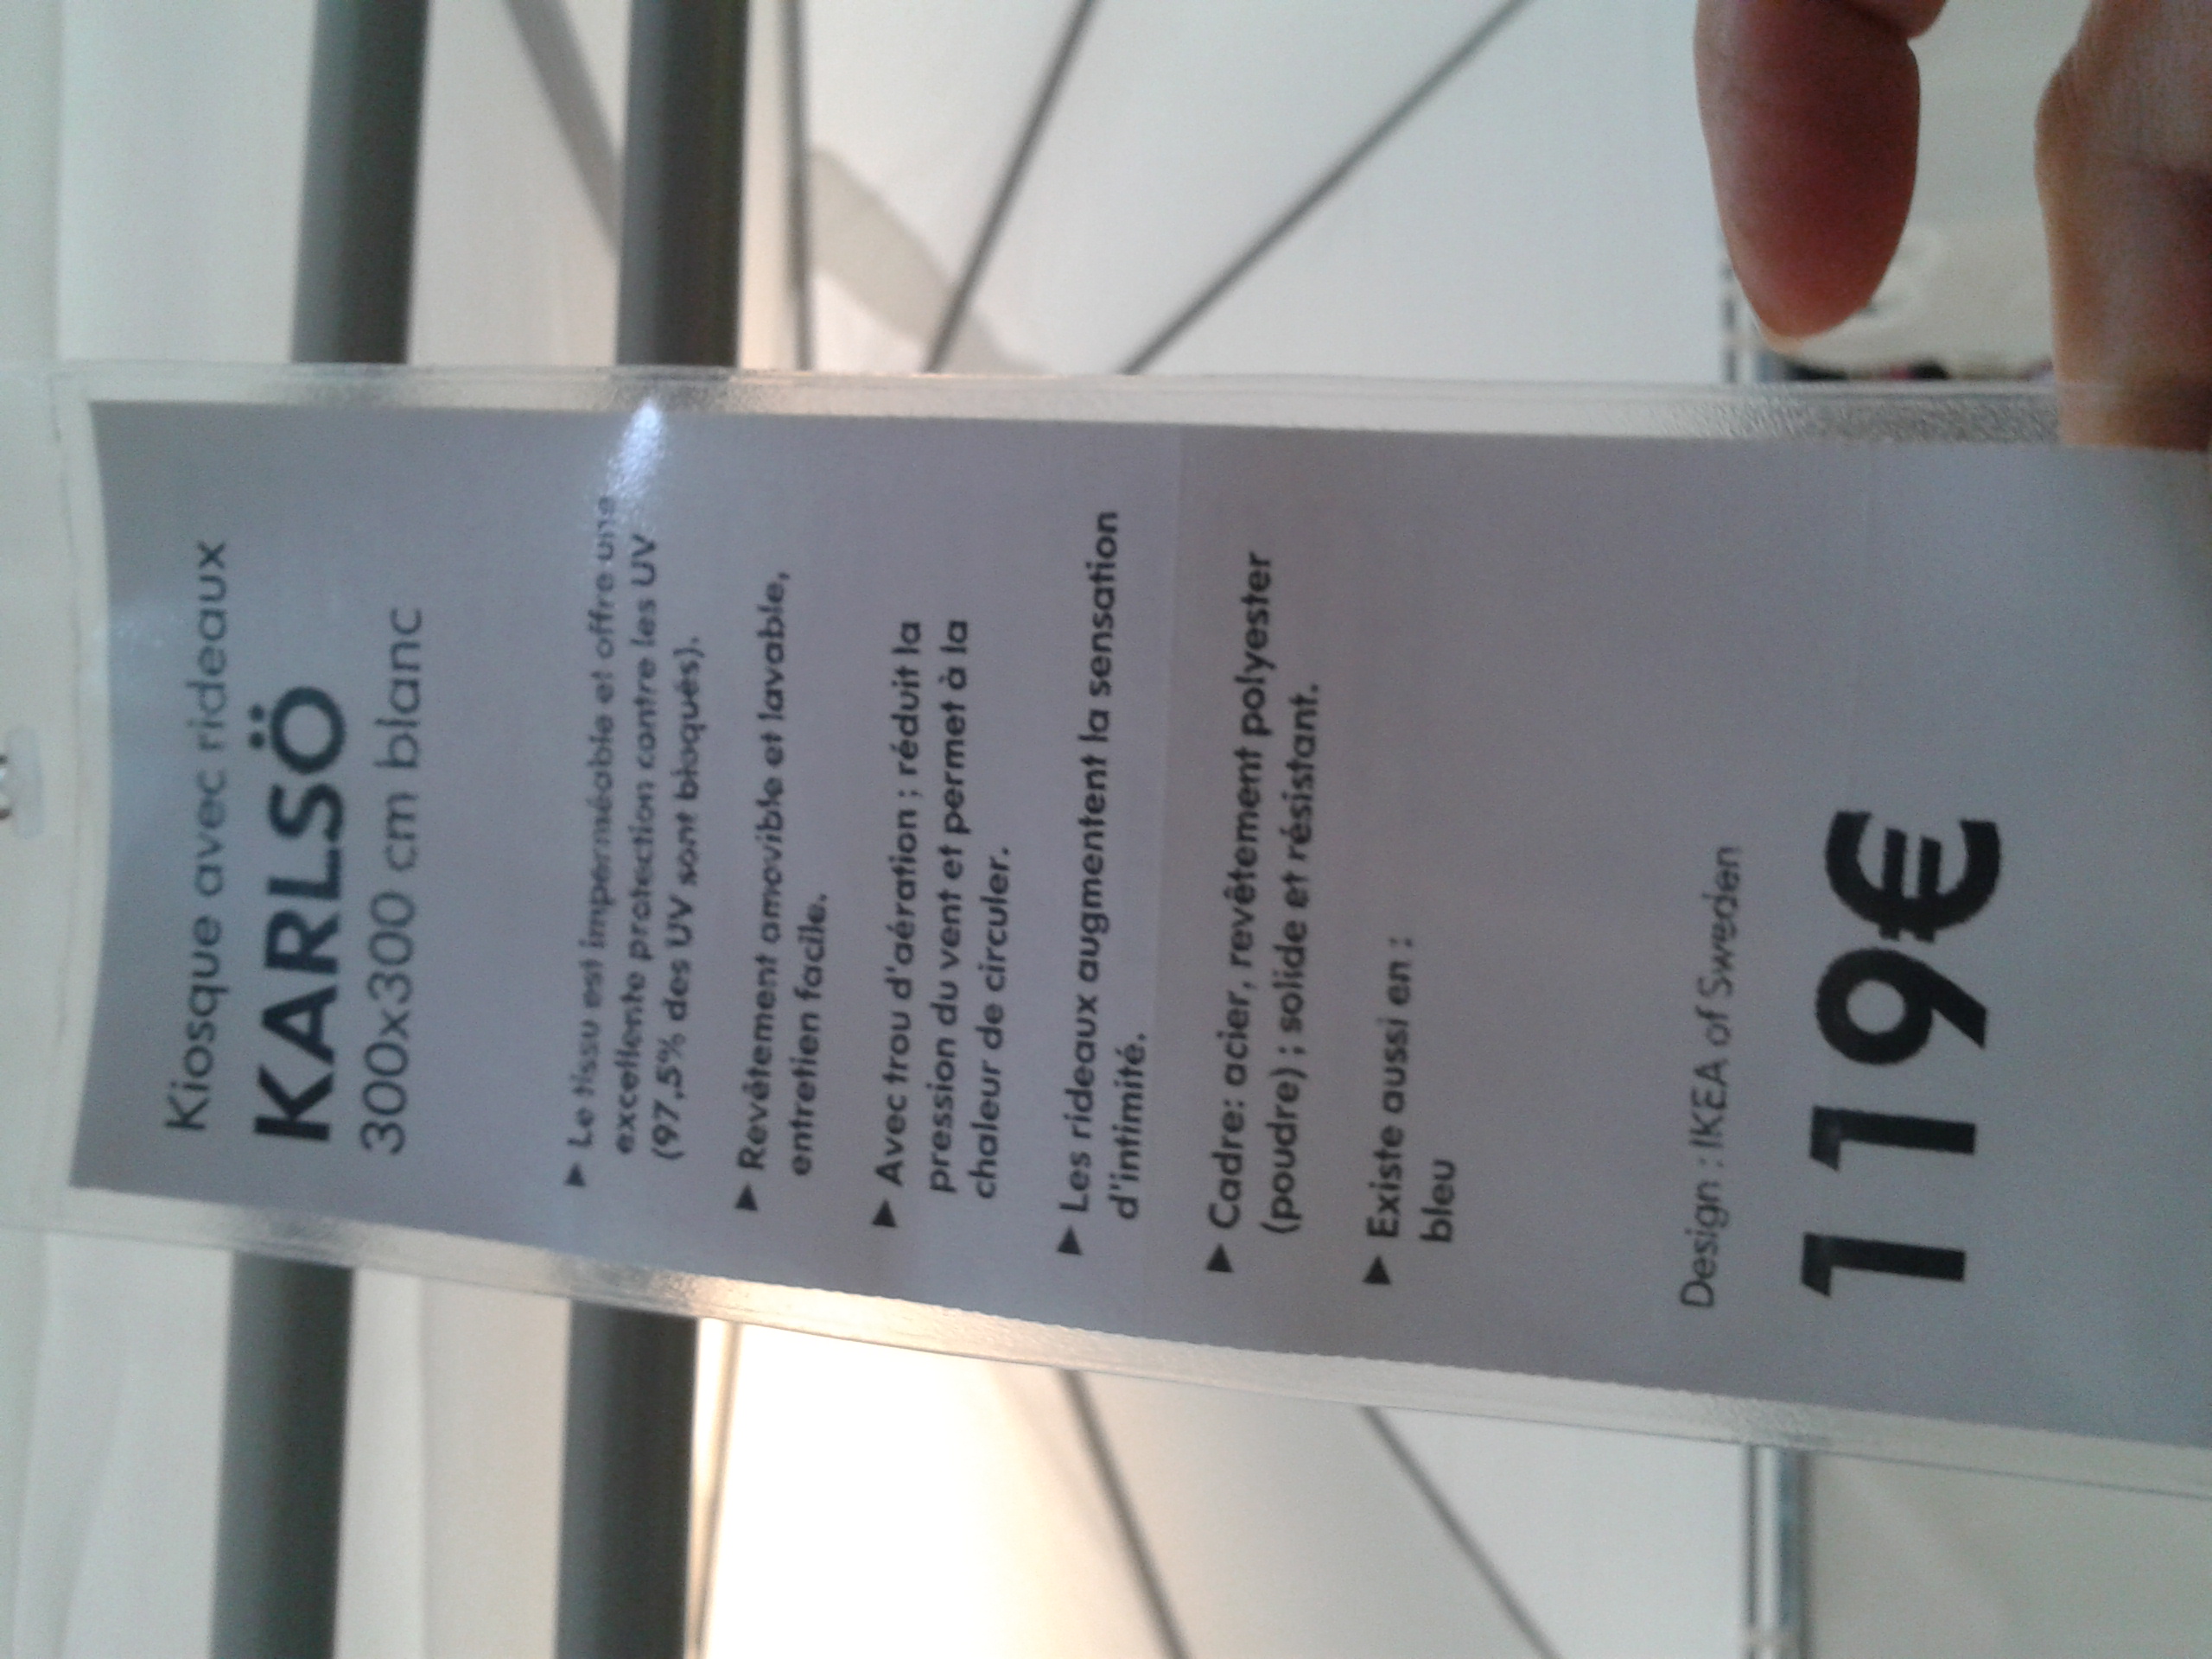 Kiosque avec rideaux
KARLSÖ
300x300 cm blanc
► Le tissu est imperméable et offre une
excellente protection contre les UV
(97,5% des UV sont bloqués).
► Revêtement amovible et lavable,
entretien facile.
► Avec trou d'aération ; réduit la
pression du vent et permet à la
chaleur de circuler.
► Les rideaux augmentent la sensation
d'intimité.
► Cadre: acier, revêtement polyester
(poudre) ; solide et résistant.
► Existe aussi en :
bleu
Design : IKEA of Sweden
119€